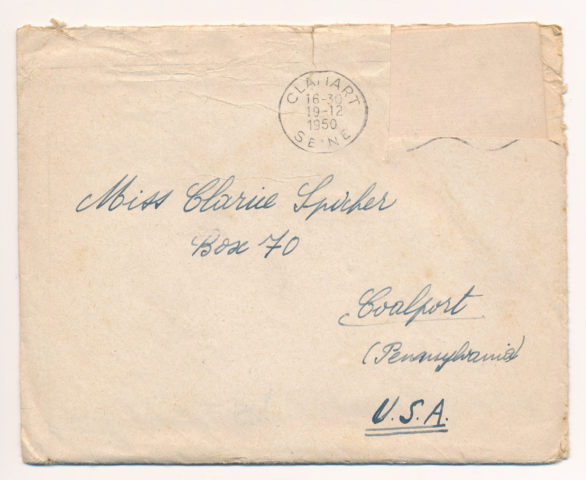 CLAMART
16-30
19-12
1950
SEINE
Miss Clarice Spicher
Box 70
Coalport
(Pennsylvania)
U.S.A.